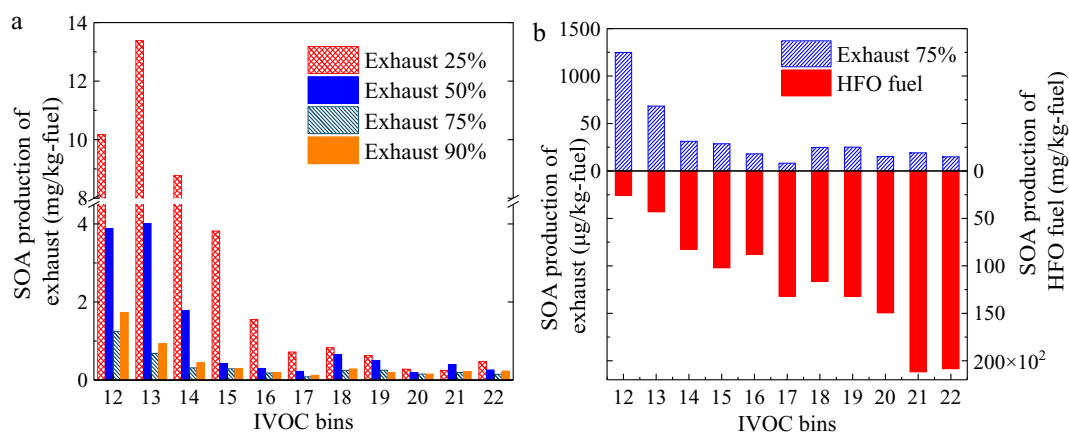 a
SOA production of
exhaust (mg/kg-fuel)
14
12
10
8
4
2
0
Exhaust 25%
Exhaust 50%
Exhaust 75%
Exhaust 90%
12 13 14 15 16 17 18 19 20 21 22
IVOC bins
b
SOA production of
exhaust (μg/kg-fuel)
1500
1250
1000
750
500
250
0
Exhaust 75%
HFO fuel
0
50
100
150
200×10²
SOA production of
HFO fuel (mg/kg-fuel)
12 13 14 15 16 17 18 19 20 21 22
IVOC bins